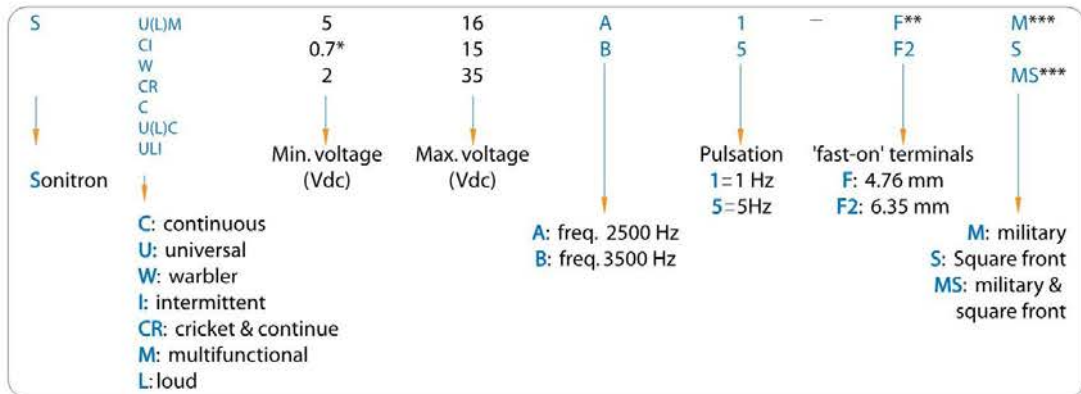 S U(L)M 5 16 A 1 – F** M***
CI 0.7* 15 B 5 F2 S
W 2 35 MS***
CR
C
U(L)C
ULI
Sonitron
Min. voltage
(Vdc)
Max. voltage
(Vdc)
Pulsation
1=1 Hz
5=5Hz
'fast-on' terminals
F: 4.76 mm
F2: 6.35 mm
C: continuous
U: universal
W: warbler
I: intermittent
CR: cricket & continue
M: multifunctional
L: loud
A: freq. 2500 Hz
B: freq. 3500 Hz
M: military
S: Square front
MS: military &
square front